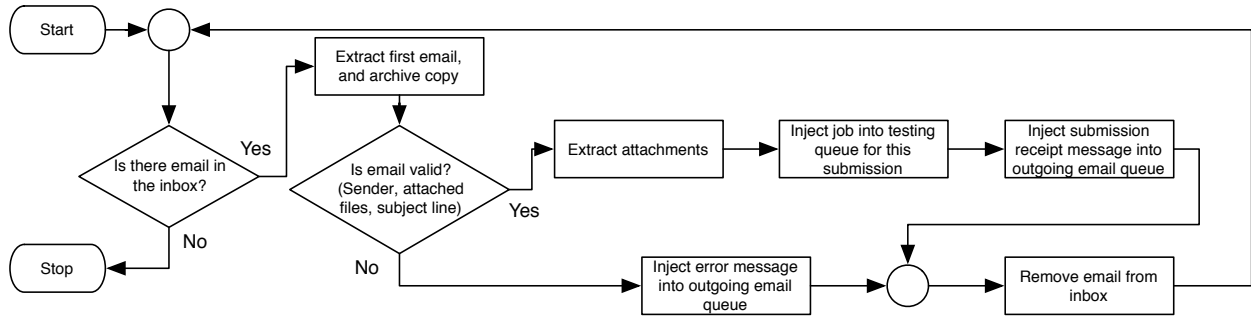 Start
Extract first email,
and archive copy
Is there email in
the inbox?
Yes
No
Stop
Is email valid?
(Sender, attached
files, subject line)
Yes
No
Extract attachments
Inject job into testing
queue for this
submission
Inject submission
receipt message into
outgoing email queue
Inject error message
into outgoing email
queue
Remove email from
inbox